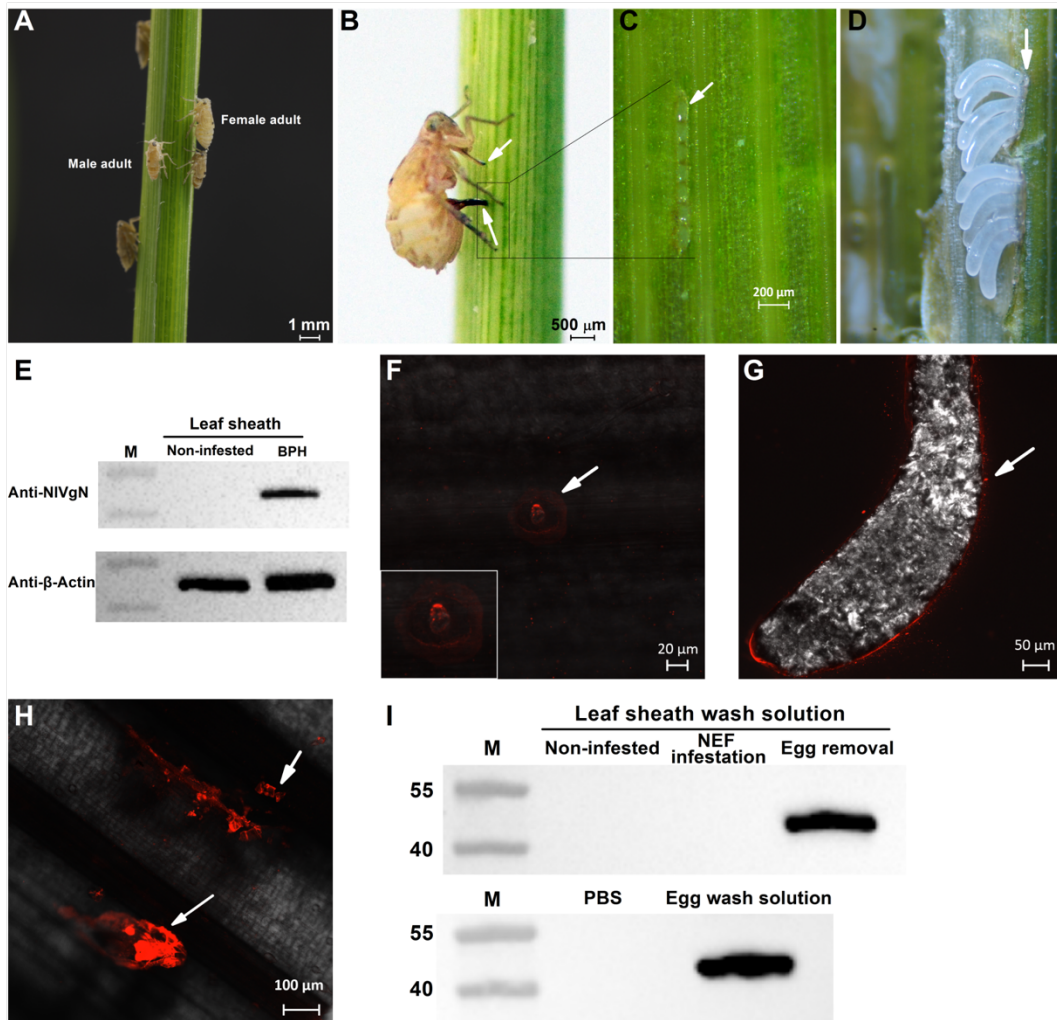 A
Female adult
Male adult
1 mm
B
500 μm
C
200 μm
D
E
Leaf sheath
M
Non-infested
BPH
Anti-NlVgN
Anti-β-Actin
F
20 μm
G
50 μm
H
100 μm
I
Leaf sheath wash solution
M
Non-infested
NEF
infestation
Egg removal
55
40
M
PBS
Egg wash solution
55
40